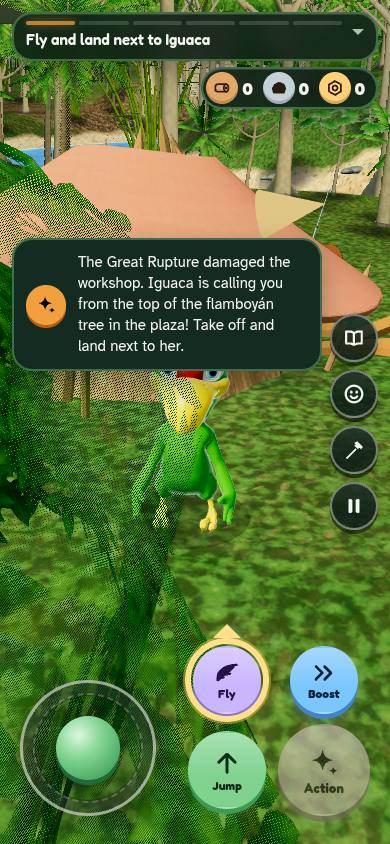 Fly and land next to Iguaca
0
0
0
The Great Rupture damaged the
workshop. Iguaca is calling you
from the top of the flamboyán
tree in the plaza! Take off and
land next to her.
Fly
Boost
Jump
Action